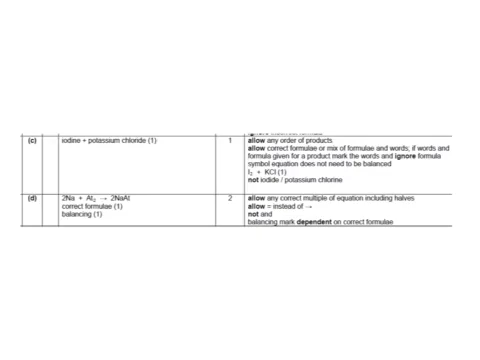 (c) iodine + potassium chloride (1) 1 allow any order of products
allow correct formulae or mix of formulae and words; if words and
formula given for a product mark the words and ignore formula
symbol equation does not need to be balanced
I₂ + KCl (1)
not iodide / potassium chlorine
(d) 2Na + At₂ → 2NaAt 2 allow any correct multiple of equation including halves
correct formulae (1) allow = instead of →
balancing (1) not and
balancing mark dependent on correct formulae